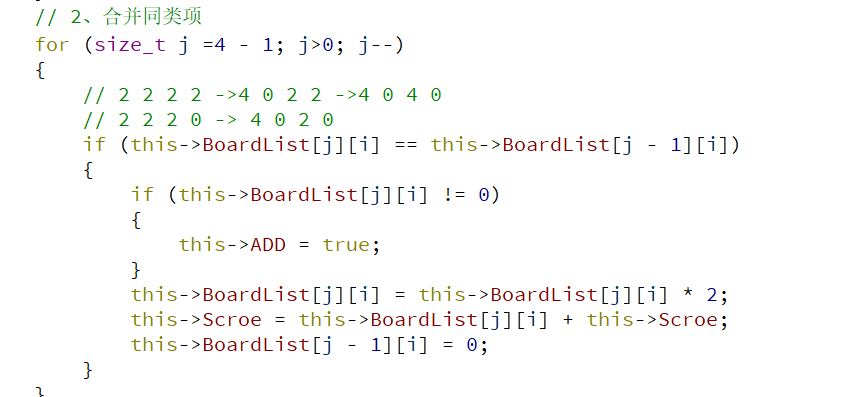 // 2、合并同类项
for (size_t j =4 - 1; j>0; j--)
{
// 2 2 2 2 ->4 0 2 2 ->4 0 4 0
// 2 2 2 0 -> 4 0 2 0
if (this->BoardList[j][i] == this->BoardList[j - 1][i])
{
if (this->BoardList[j][i] != 0)
{
this->ADD = true;
}
this->BoardList[j][i] = this->BoardList[j][i] * 2;
this->Scroe = this->BoardList[j][i] + this->Scroe;
this->BoardList[j - 1][i] = 0;
}
}